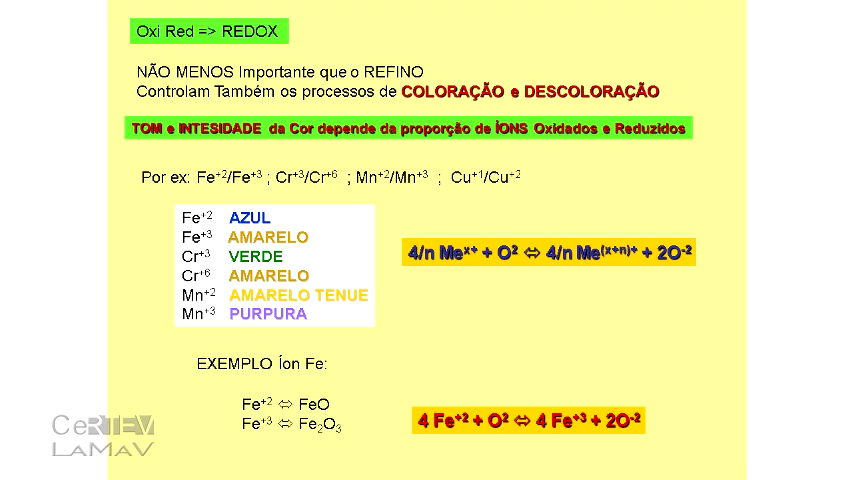 Oxi Red => REDOX
NÃO MENOS Importante que o REFINO
Controlam Também os processos de COLORAÇÃO e DESCOLORAÇÃO
TOM e INTESIDADE da Cor depende da proporção de ÍONS Oxidados e Reduzidos
Por ex: Fe⁺²/Fe⁺³ ; Cr⁺³/Cr⁺⁶ ; Mn⁺²/Mn⁺³ ; Cu⁺¹/Cu⁺²
Fe⁺² AZUL
Fe⁺³ AMARELO
Cr⁺³ VERDE
Cr⁺⁶ AMARELO
Mn⁺² AMARELO TENUE
Mn⁺³ PURPURA
4/n Meˣ⁺ + O² ⇔ 4/n Me⁽ˣ⁺ⁿ⁾⁺ + 2O⁻²
EXEMPLO Íon Fe:
Fe⁺² ⇔ FeO
Fe⁺³ ⇔ Fe₂O₃
4 Fe⁺² + O² ⇔ 4 Fe⁺³ + 2O⁻²
CeRTEV
LaMaV